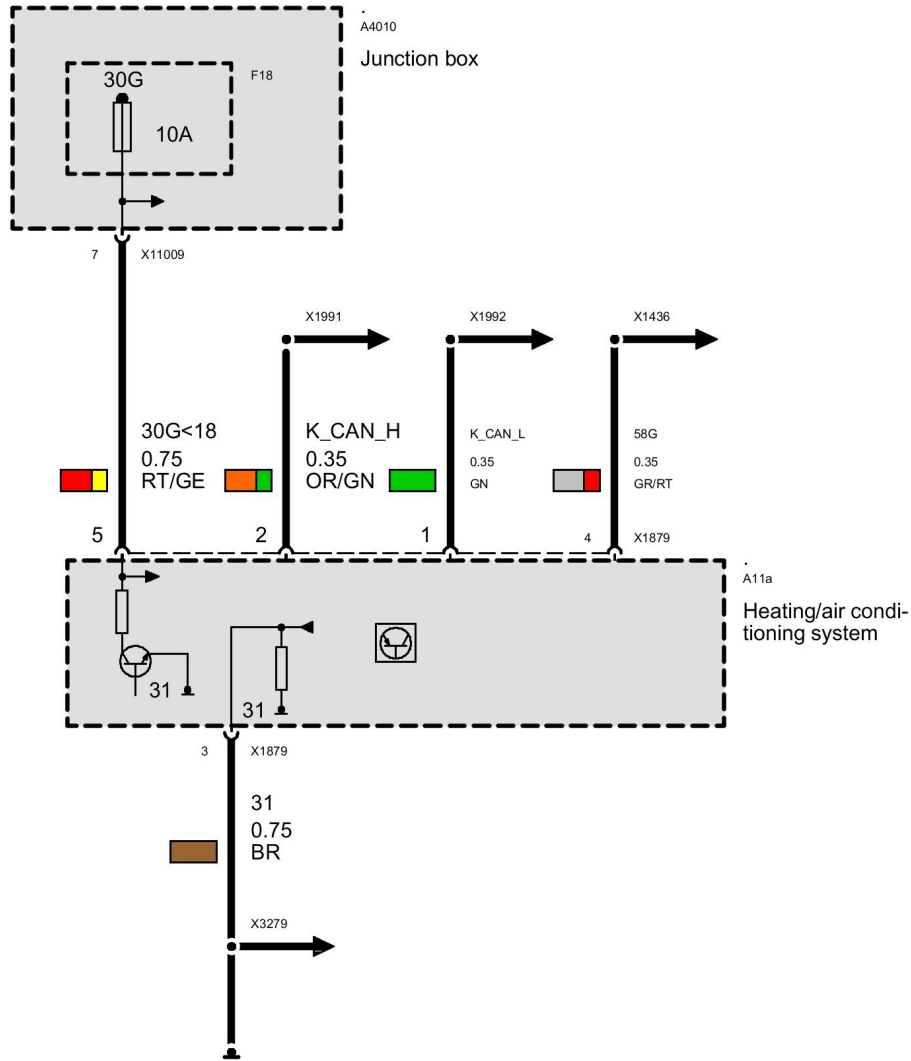 .
A4010
Junction box
F18
30G
10A
7 X11009
X1991 X1992 X1436
30G<18 K_CAN_H K_CAN_L 58G
0.75 0.35 0.35 0.35
RT/GE OR/GN GN GR/RT
5 2 1 4 X1879
.
A11a
Heating/air condi-
tioning system
31
31
3 X1879
31
0.75
BR
X3279